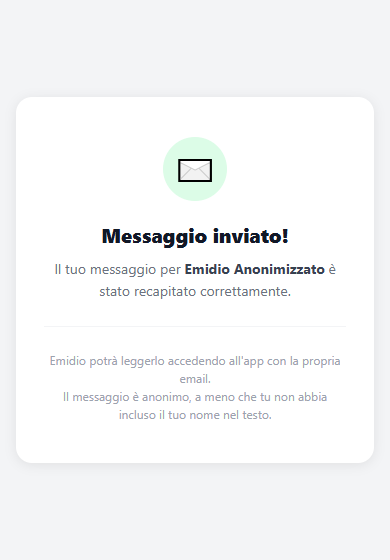 Messaggio inviato!
Il tuo messaggio per Emidio Anonimizzato è
stato recapitato correttamente.
Emidio potrà leggerlo accedendo all'app con la propria
email.
Il messaggio è anonimo, a meno che tu non abbia
incluso il tuo nome nel testo.